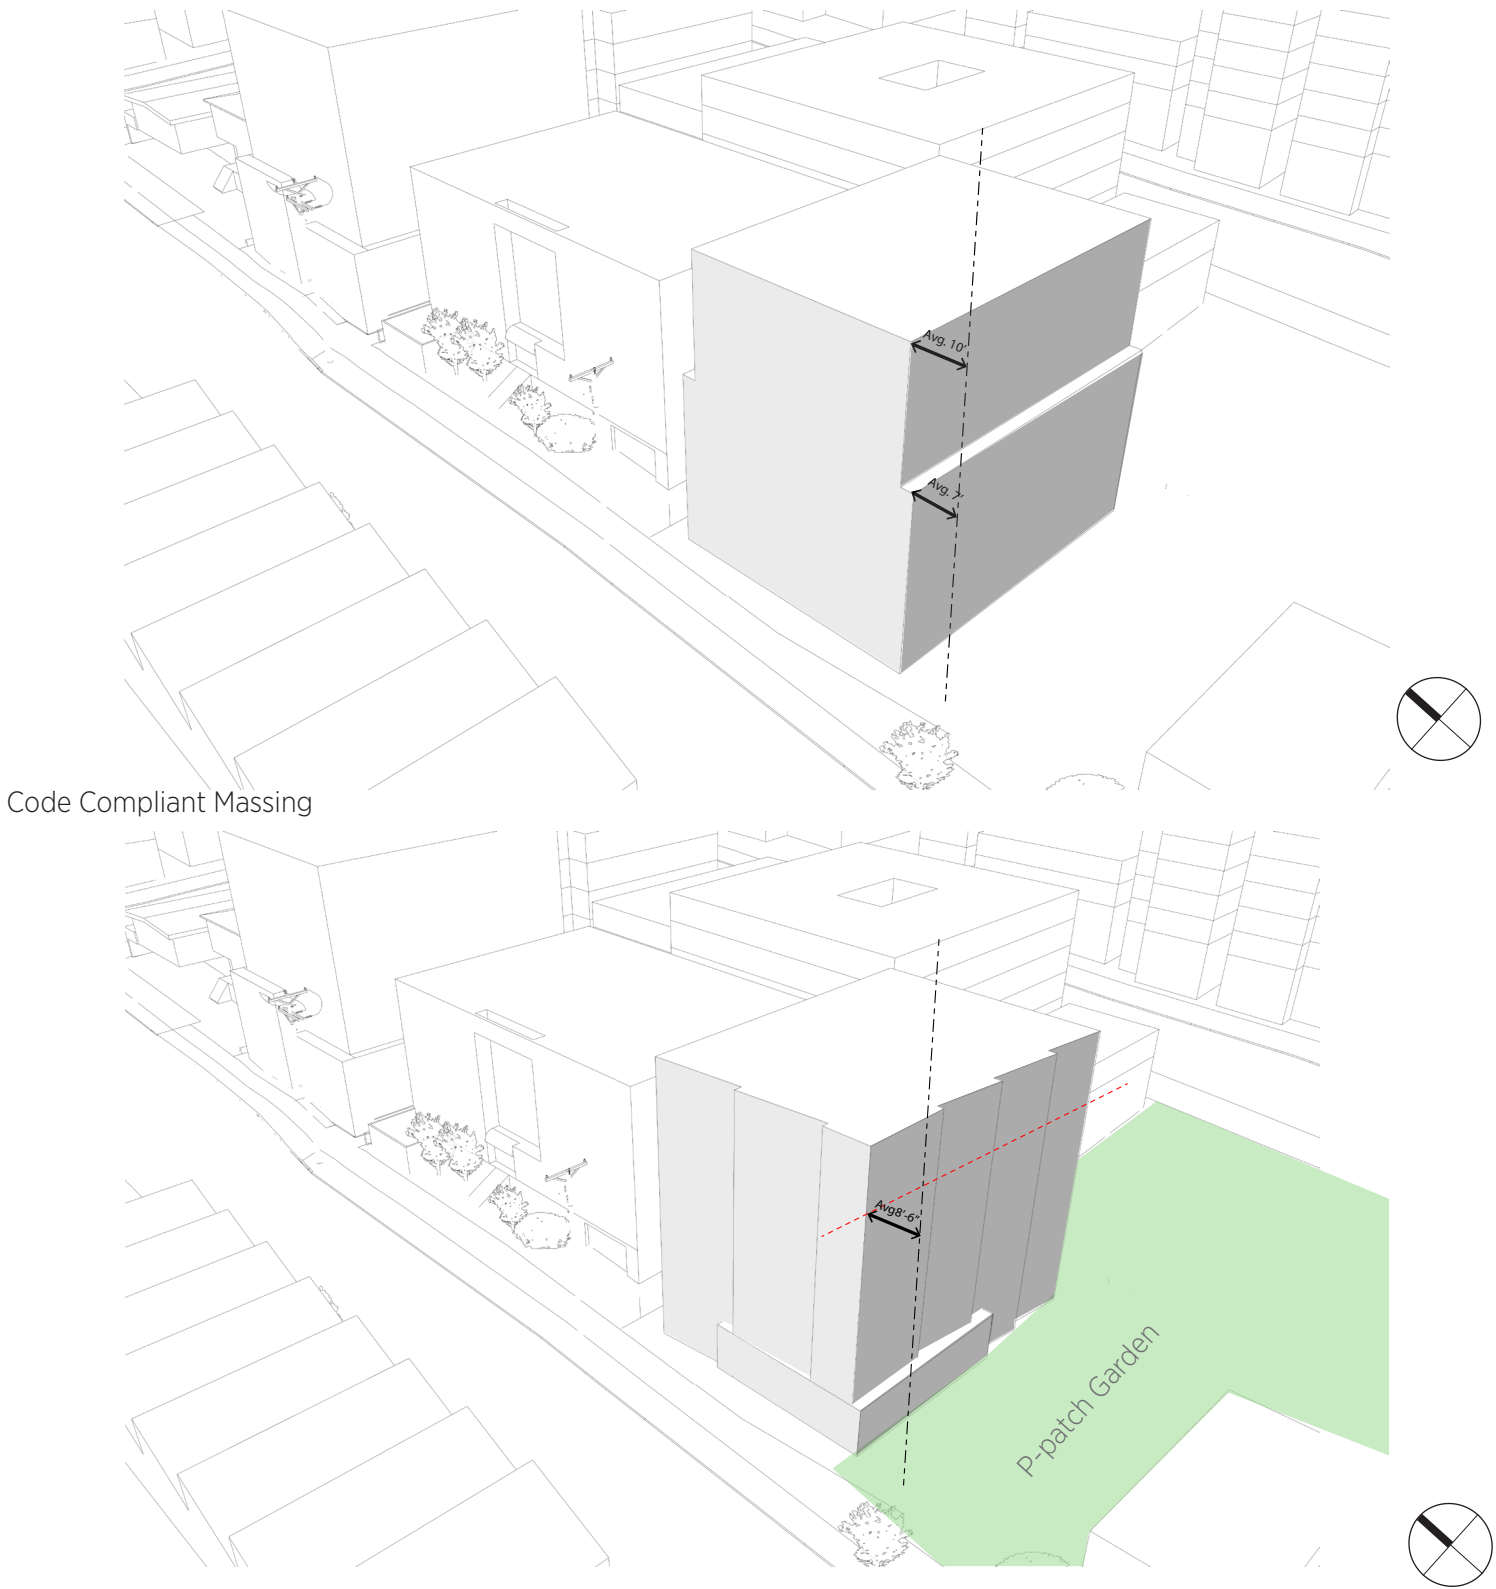 Avg. 10'
Avg. 7'
Code Compliant Massing
Avg8'-6"
P-patch Garden